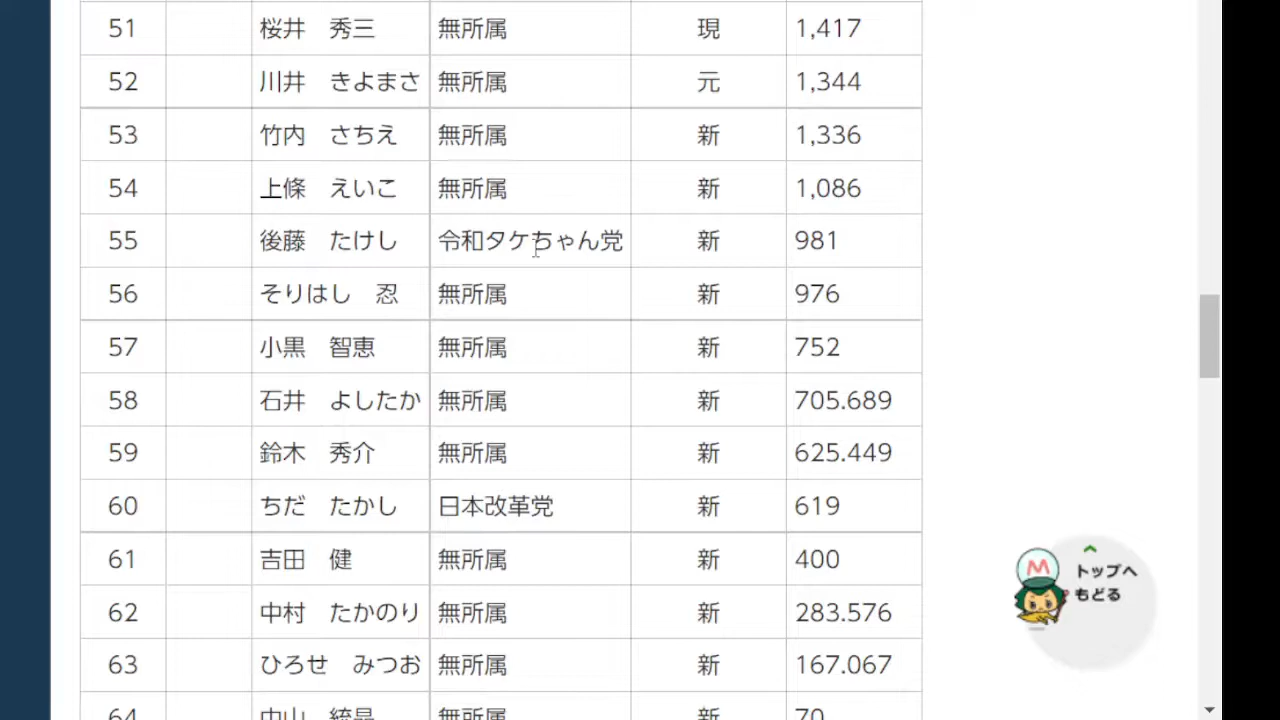 51 桜井 秀三 無所属 現 1,417
52 川井 きよまさ 無所属 元 1,344
53 竹内 さちえ 無所属 新 1,336
54 上條 えいこ 無所属 新 1,086
55 後藤 たけし 令和タケちゃん党 新 981
56 そりはし 忍 無所属 新 976
57 小黒 智恵 無所属 新 752
58 石井 よしたか 無所属 新 705.689
59 鈴木 秀介 無所属 新 625.449
60 ちだ たかし 日本改革党 新 619
61 吉田 健 無所属 新 400
62 中村 たかのり 無所属 新 283.576
63 ひろせ みつお 無所属 新 167.067
64 中山 無所属 新 70
M
トップへ
もどる